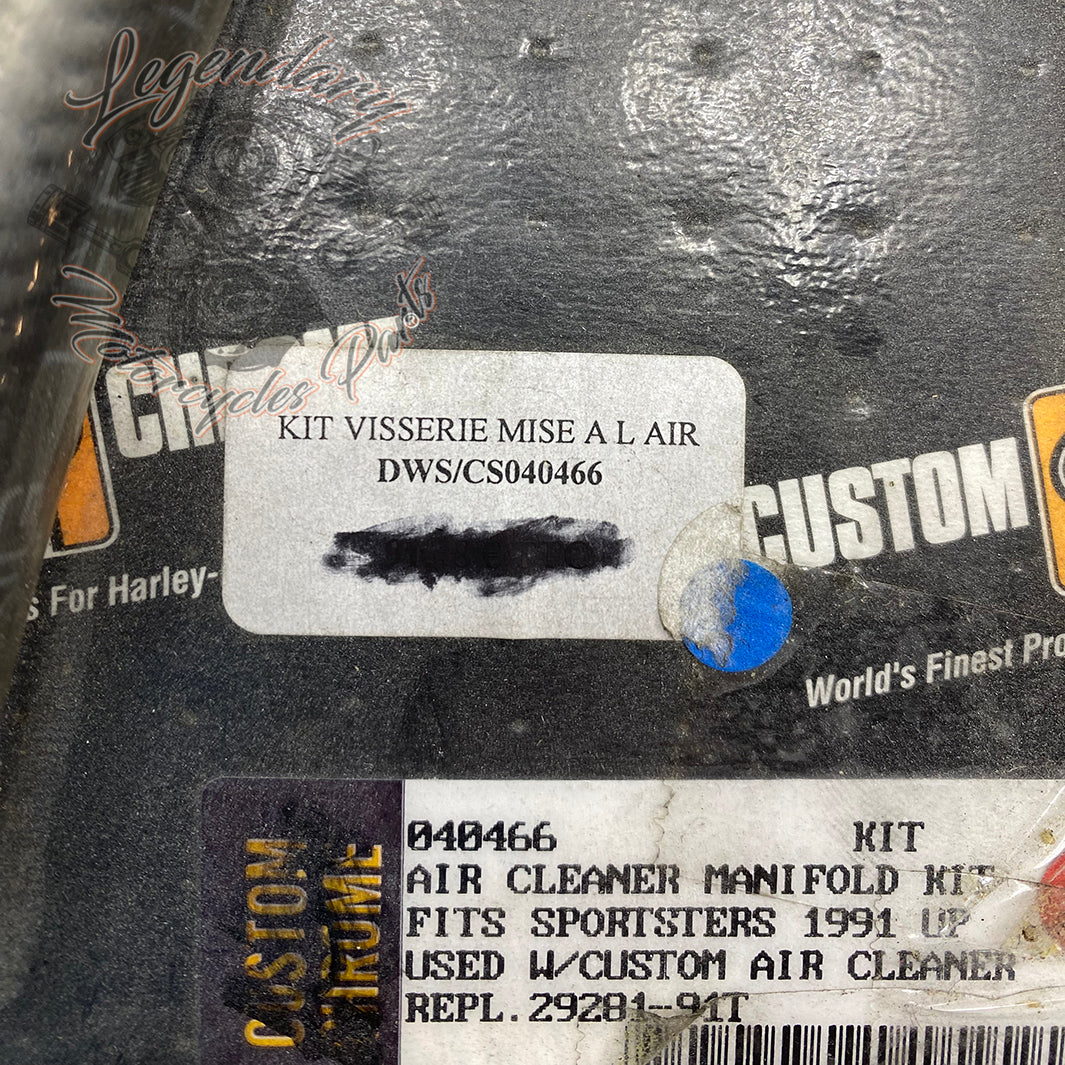 Legendary
Motorcycles Parts
CHROME
KIT VISSERIE MISE A L AIR
DWS/CS040466
CUSTOM
s For Harley-
World's Finest Pro
CUSTOM
CHROME
040466 KIT
AIR CLEANER MANIFOLD KIT
FITS SPORTSTERS 1991 UP
USED W/CUSTOM AIR CLEANER
REPL.29281-91T